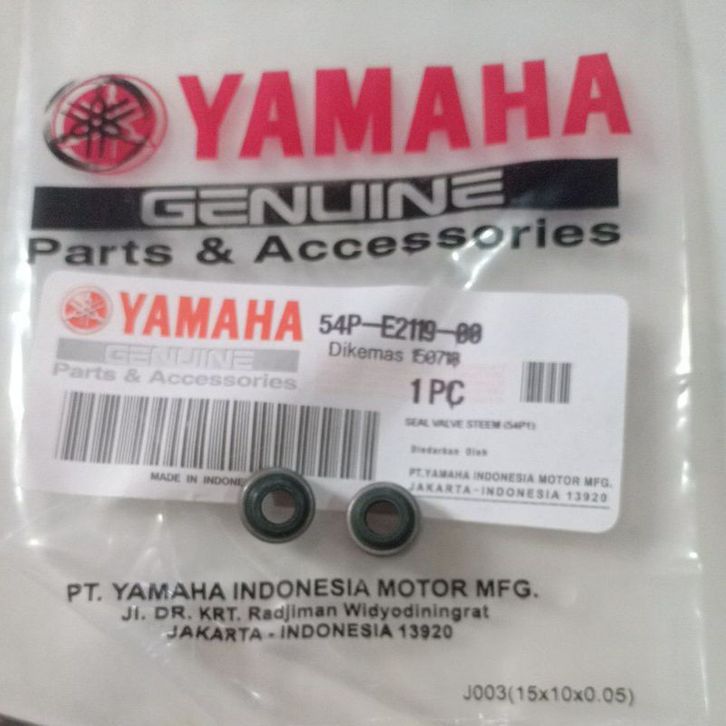 YAMAHA
GENUINE
Parts & Accessories
YAMAHA
GENUINE
Parts & Accessories
54P-E2119-00
Dikemas 150718
1 PC
SEAL VALVE STEEM (54P1)
Diedarkan Oleh
PT.YAMAHA INDONESIA MOTOR MFG.
JAKARTA-INDONESIA 13920
MADE IN
PT. YAMAHA INDONESIA MOTOR MFG.
Jl. DR. KRT. Radjiman Widyodiningrat
JAKARTA - INDONESIA 13920
J003(15x10x0.05)